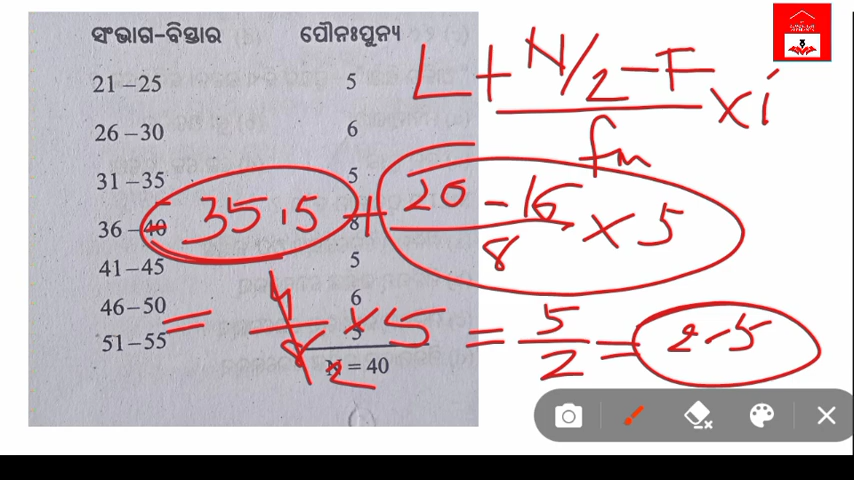 ସଂଭାଗ-ବିସ୍ତାର ପୌନଃପୁନ୍ୟ
21 – 25 5
26 – 30 6
31 – 35 5
36 – 40 8
41 – 45 5
46 – 50 6
51 – 55 5
N = 40
L + N/2 – F / fm × i
35.5 + 20 – 16 / 8 × 5
= 4 / 8 2 × 5 = 5 / 2 = 2.5